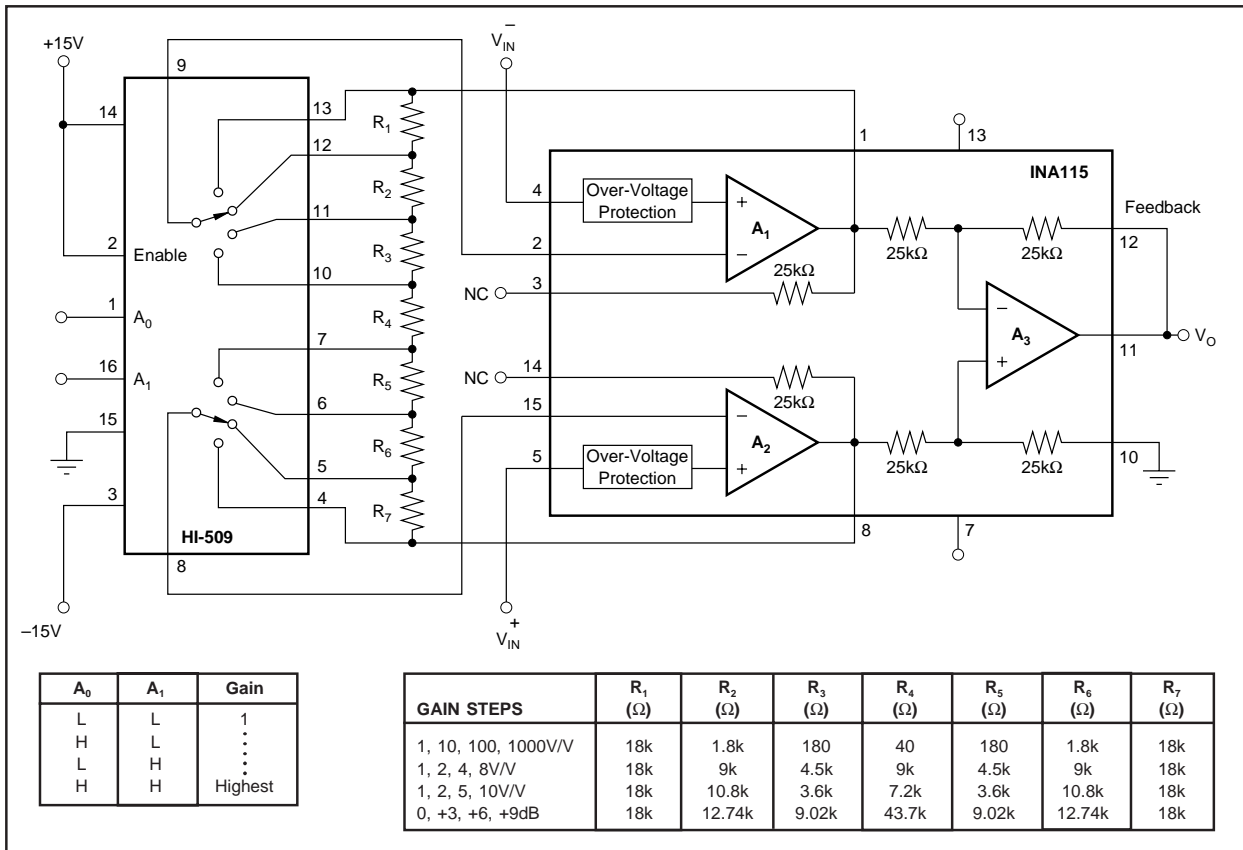 +15V
9
14
13
12
11
2
Enable
10
1
A0
7
16
A1
6
15
5
3
4
HI-509
8
–15V
R1
R2
R3
R4
R5
R6
R7
V–IN
1
13
INA115
4
Over-Voltage
Protection
+
A1
–
2
25kΩ
25kΩ
Feedback
12
25kΩ
NC
3
–
A3
+
11
VO
NC
14
25kΩ
15
–
A2
+
5
Over-Voltage
Protection
25kΩ
25kΩ
10
8
7
V+IN
A0 A1 Gain
L L 1
H L
L H
H H Highest
GAIN STEPS R1 (Ω) R2 (Ω) R3 (Ω) R4 (Ω) R5 (Ω) R6 (Ω) R7 (Ω)
1, 10, 100, 1000V/V 18k 1.8k 180 40 180 1.8k 18k
1, 2, 4, 8V/V 18k 9k 4.5k 9k 4.5k 9k 18k
1, 2, 5, 10V/V 18k 10.8k 3.6k 7.2k 3.6k 10.8k 18k
0, +3, +6, +9dB 18k 12.74k 9.02k 43.7k 9.02k 12.74k 18k